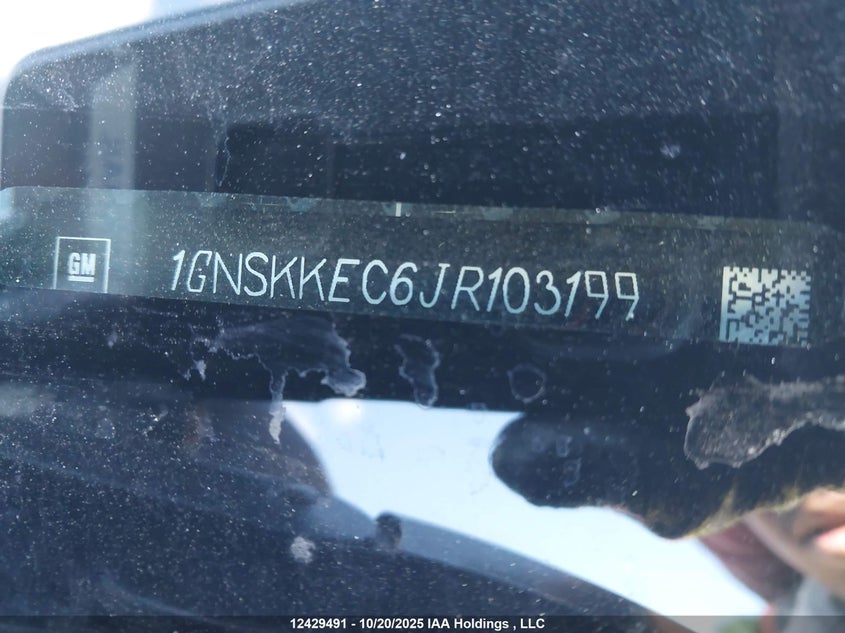 GM
1GNSKKEC6JR103199
12429491 - 10/20/2025 IAA Holdings , LLC